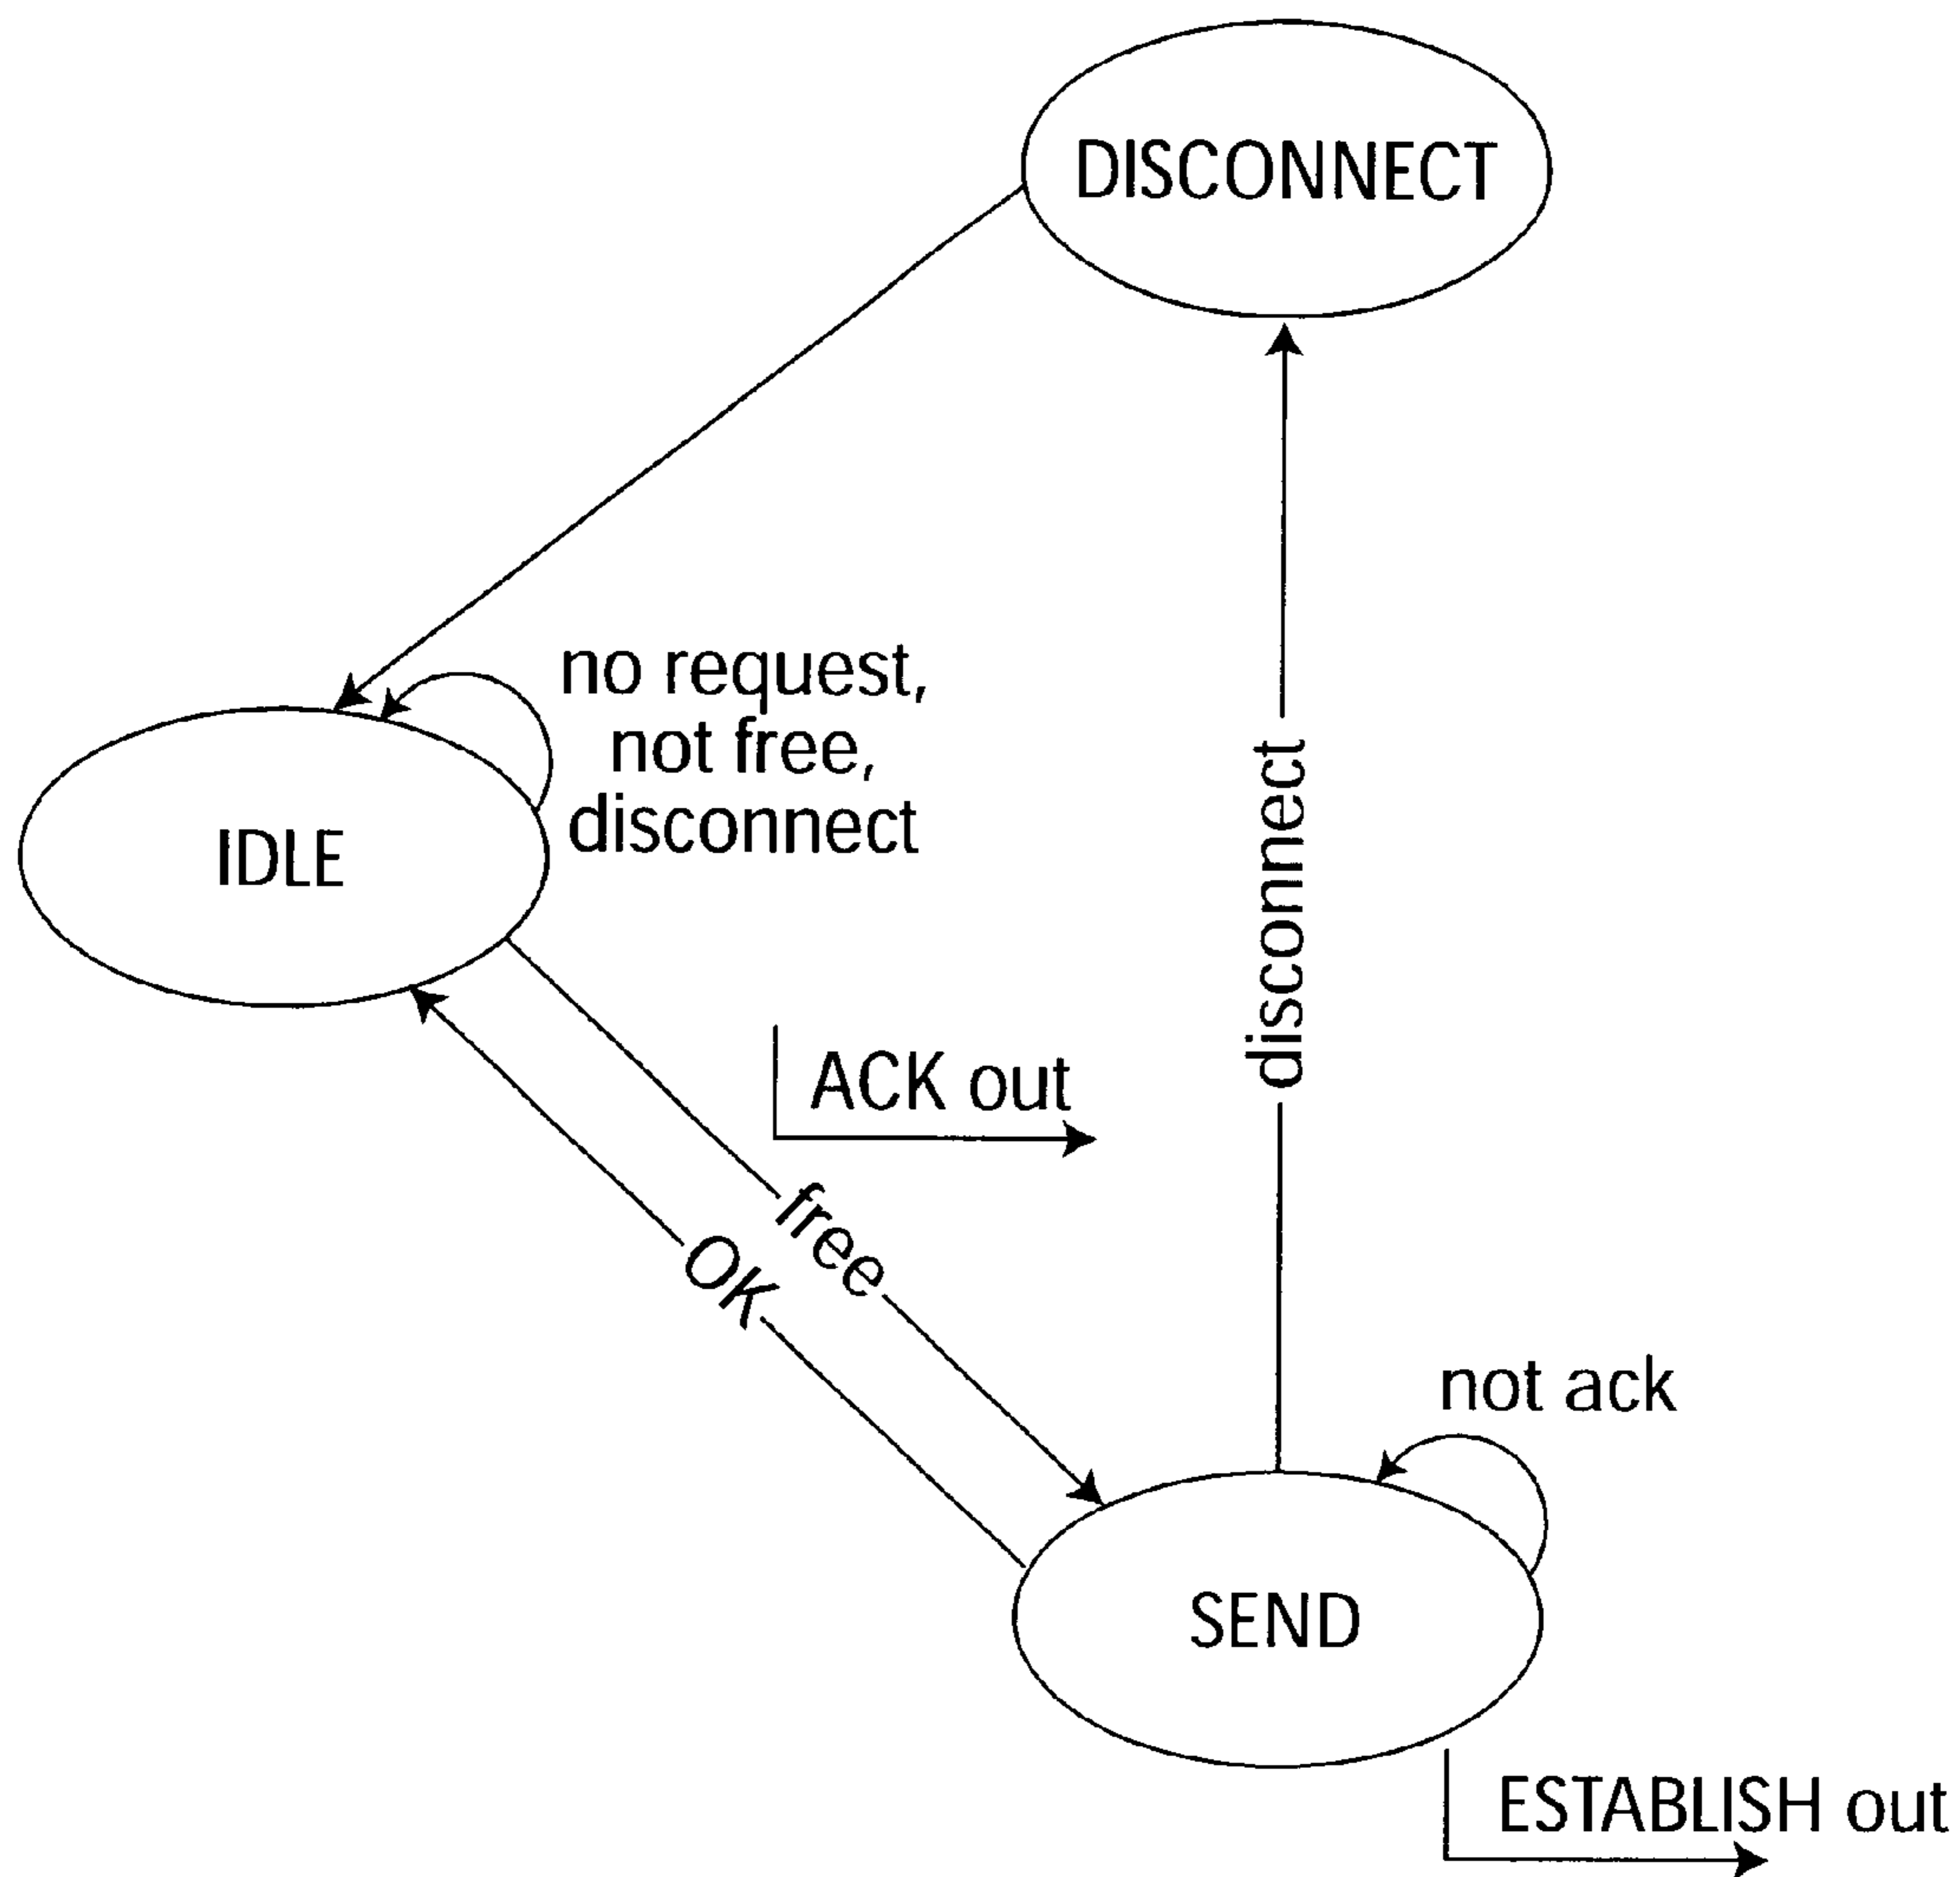 DISCONNECT
no request,
not free,
disconnect
IDLE
disconnect
ACK out
free
OK
not ack
SEND
ESTABLISH out